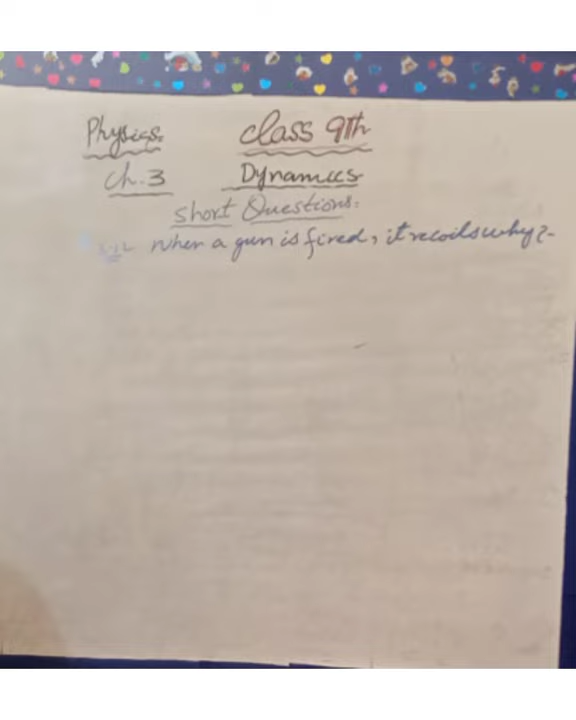 Physics. class 9th
Ch.3 Dynamics
short Questions:
When a gun is fired, it recoils why?